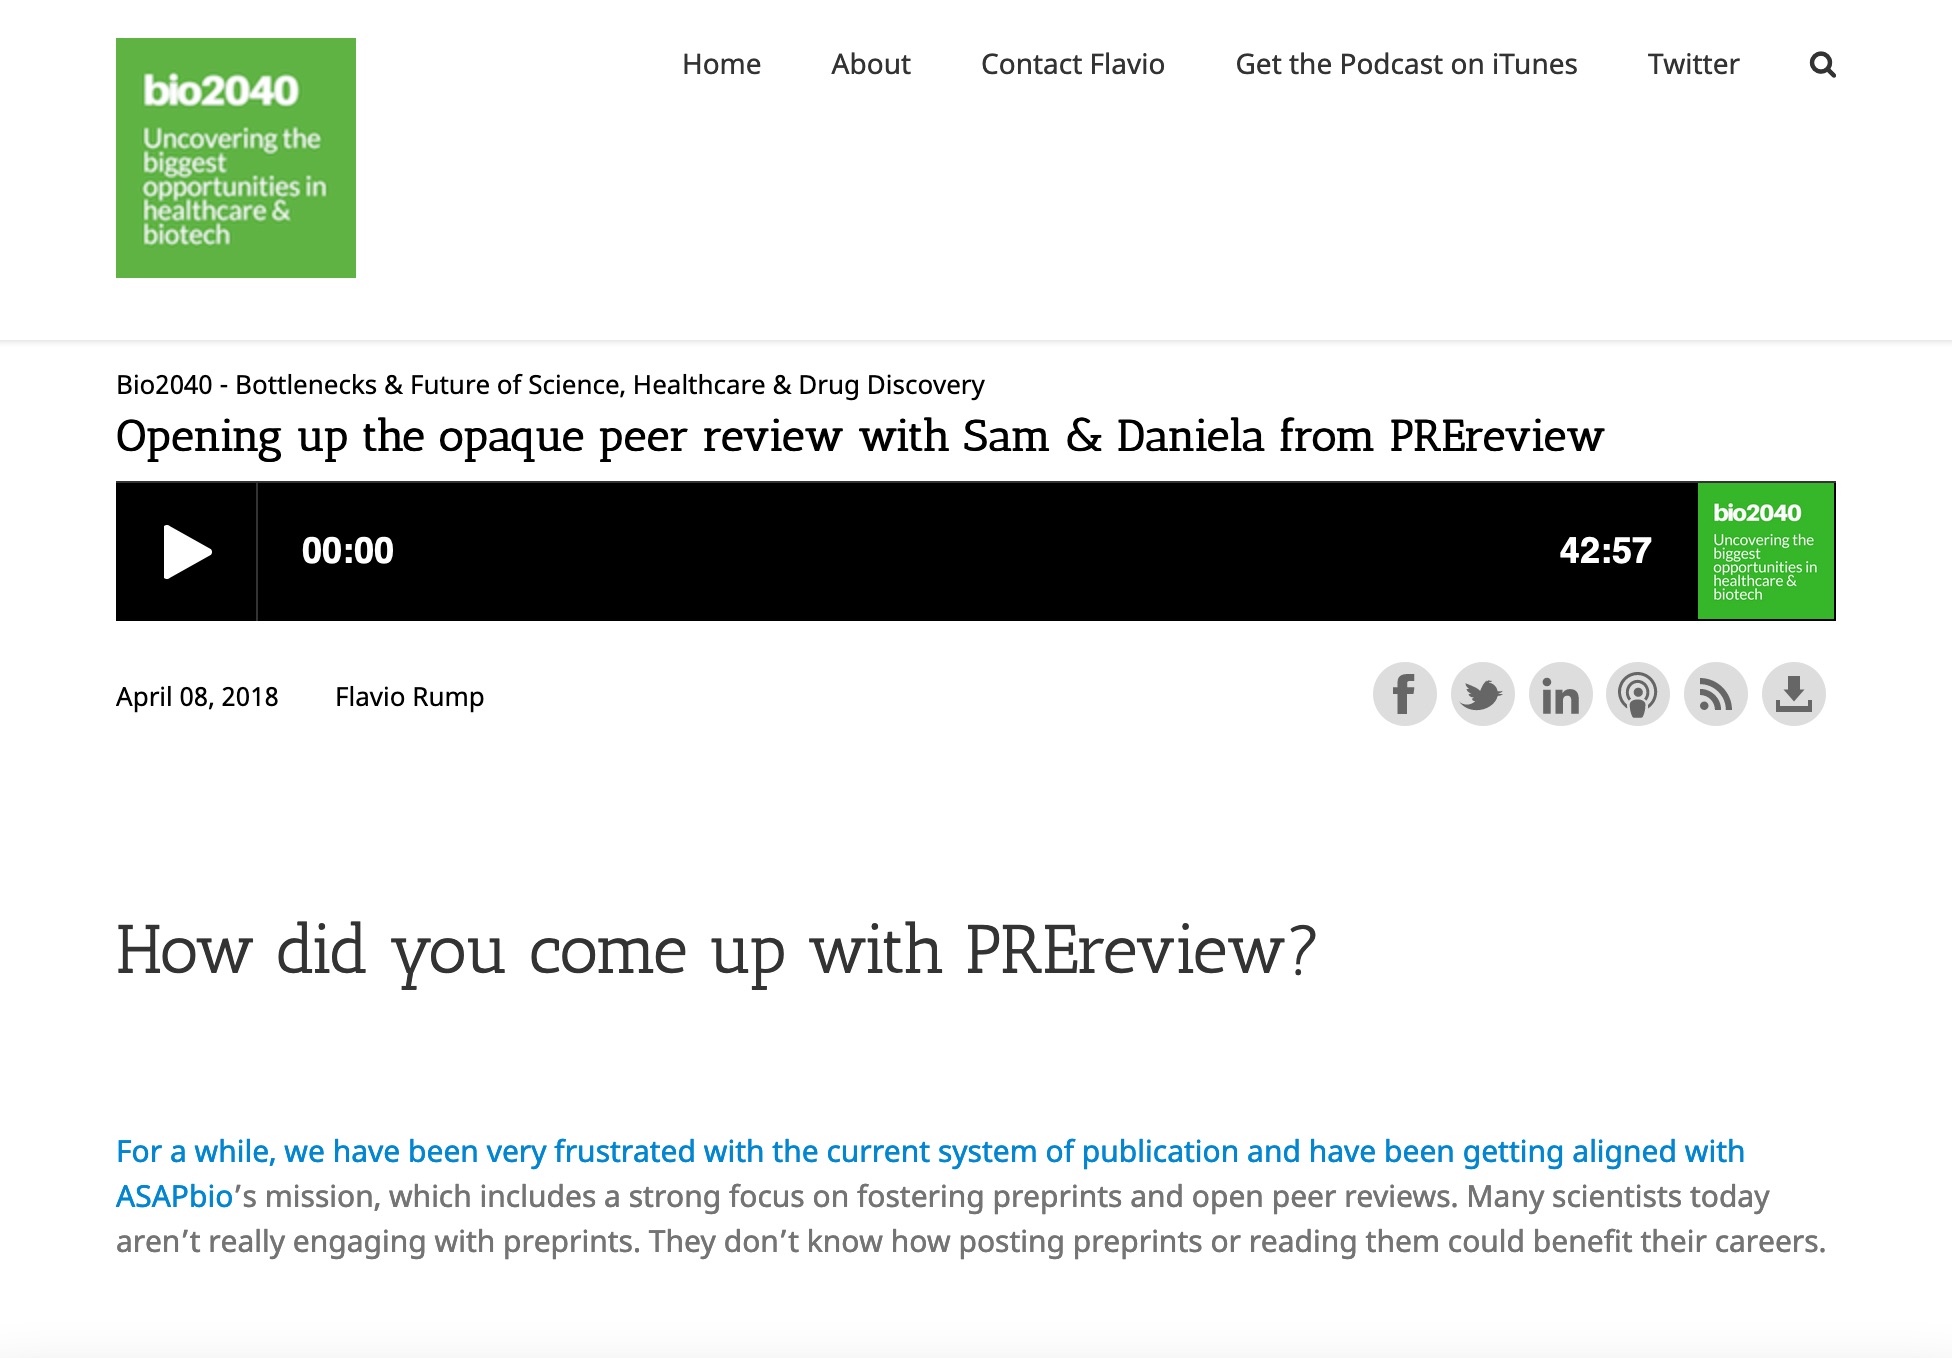 bio2040
Uncovering the
biggest
opportunities in
healthcare &
biotech
Home About Contact Flavio Get the Podcast on iTunes Twitter
Bio2040 - Bottlenecks & Future of Science, Healthcare & Drug Discovery
Opening up the opaque peer review with Sam & Daniela from PREreview
00:00 42:57
bio2040
Uncovering the
biggest
opportunities in
healthcare &
biotech
April 08, 2018 Flavio Rump
How did you come up with PREreview?
For a while, we have been very frustrated with the current system of publication and have been getting aligned with
ASAPbio’s mission, which includes a strong focus on fostering preprints and open peer reviews. Many scientists today
aren’t really engaging with preprints. They don’t know how posting preprints or reading them could benefit their careers.